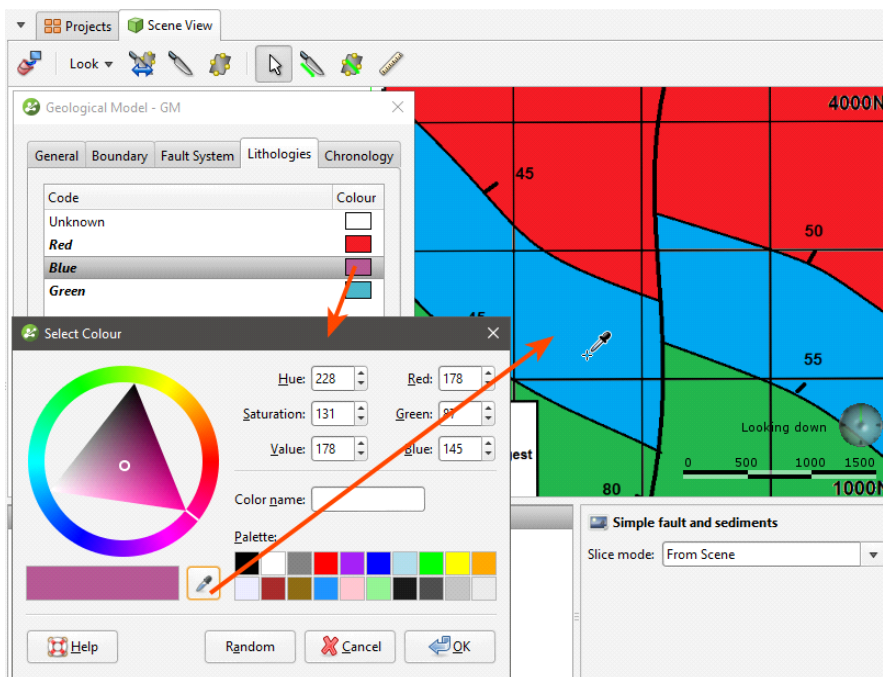 Projects Scene View
Look
Geological Model - GM
General Boundary Fault System Lithologies Chronology
Code Colour
Unknown
Red
Blue
Green
4000N
45
50
45
55
Looking down
0 500 1000 1500
80
1000N
Select Colour
Hue: 228 Red: 178
Saturation: 131 Green: 87
Value: 178 Blue: 145
Color name:
Palette:
Help Random Cancel OK
Simple fault and sediments
Slice mode: From Scene